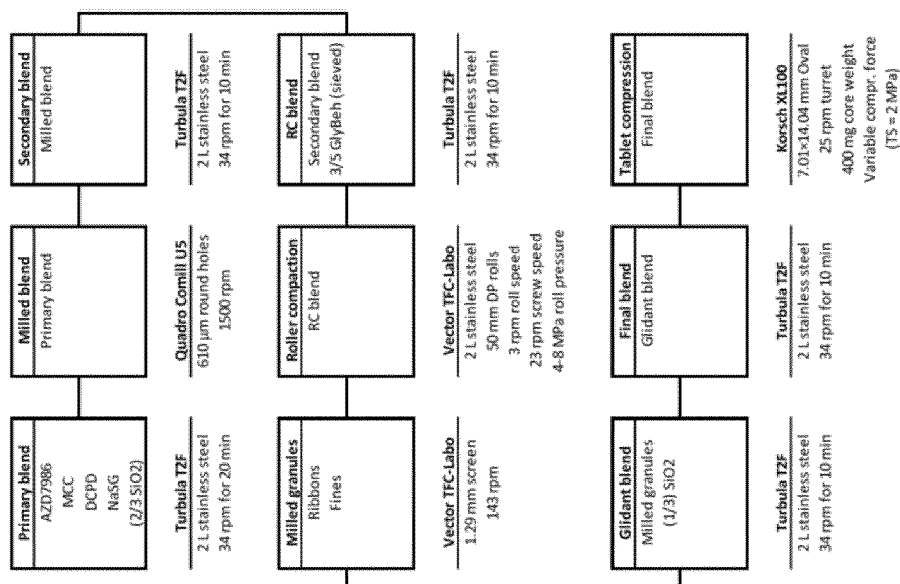 Primary blend
AZD7986
MCC
DCPD
NaSG
(2/3 SiO2)
Turbula T2F
2 L stainless steel
34 rpm for 20 min
Milled blend
Primary blend
Quadro Comill U5
610 µm round holes
1500 rpm
Secondary blend
Milled blend
Turbula T2F
2 L stainless steel
34 rpm for 10 min
Milled granules
Ribbons
Fines
Vector TFC-Labo
1.29 mm screen
143 rpm
Roller compaction
RC blend
Vector TFC-Labo
2 L stainless steel
50 mm DP rolls
3 rpm roll speed
23 rpm screw speed
4-8 MPa roll pressure
RC blend
Secondary blend
3/5 GlyBeh (sieved)
Turbula T2F
2 L stainless steel
34 rpm for 10 min
Glidant blend
Milled granules
(1/3) SiO2
Turbula T2F
2 L stainless steel
34 rpm for 10 min
Final blend
Glidant blend
Turbula T2F
2 L stainless steel
34 rpm for 10 min
Tablet compression
Final blend
Korsch XL100
7.01×14.04 mm Oval
25 rpm turret
400 mg core weight
Variable compr. force
(TS = 2 MPa)